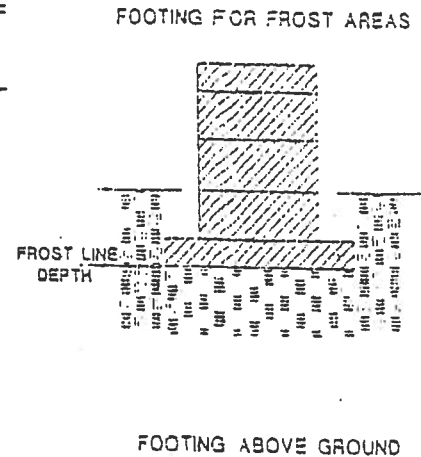 FOOTING FOR FROST AREAS
FROST LINE
DEPTH
FOOTING ABOVE GROUND